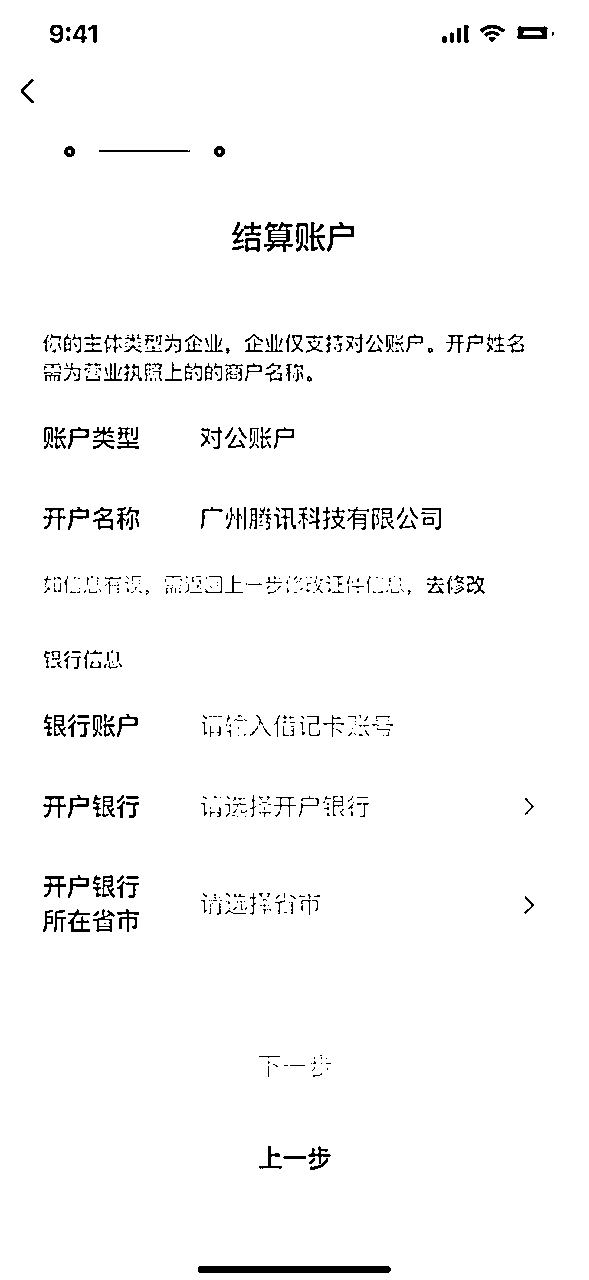 9:41
结算账户
你的主体类型为企业，企业仅支持对公账户。开户姓名
需为营业执照上的的商户名称。
账户类型 对公账户
开户名称 广州腾讯科技有限公司
如信息有误，需返回上一步修改证件信息，去修改
银行信息
银行账户 请输入借记卡账号
开户银行 请选择开户银行
开户银行
所在省市 请选择省市
下一步
上一步